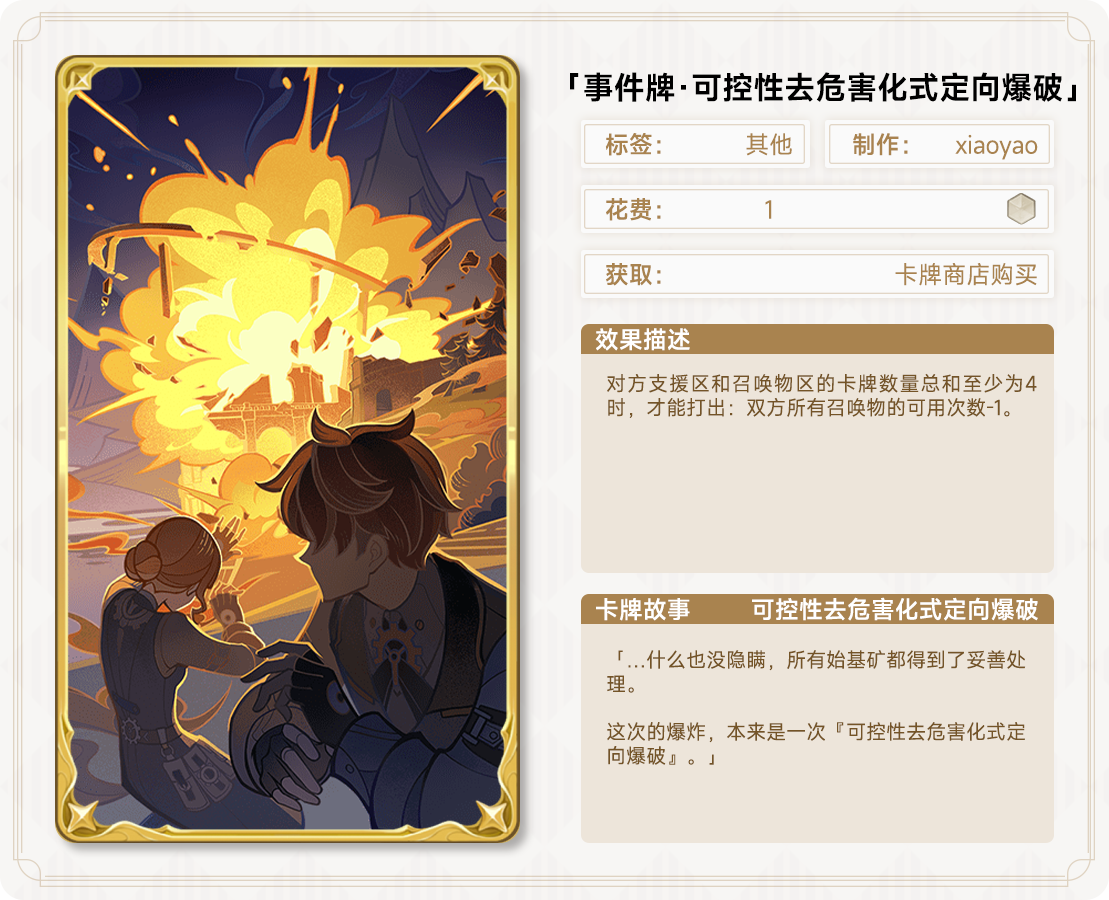 「事件牌·可控性去危害化式定向爆破」
标签： 其他 制作： xiaoyao
花费： 1
获取： 卡牌商店购买
效果描述
对方支援区和召唤物区的卡牌数量总和至少为4
时，才能打出：双方所有召唤物的可用次数-1。
卡牌故事 可控性去危害化式定向爆破
「...什么也没隐瞒，所有始基矿都得到了妥善处
理。
这次的爆炸，本来是一次『可控性去危害化式定
向爆破』。」